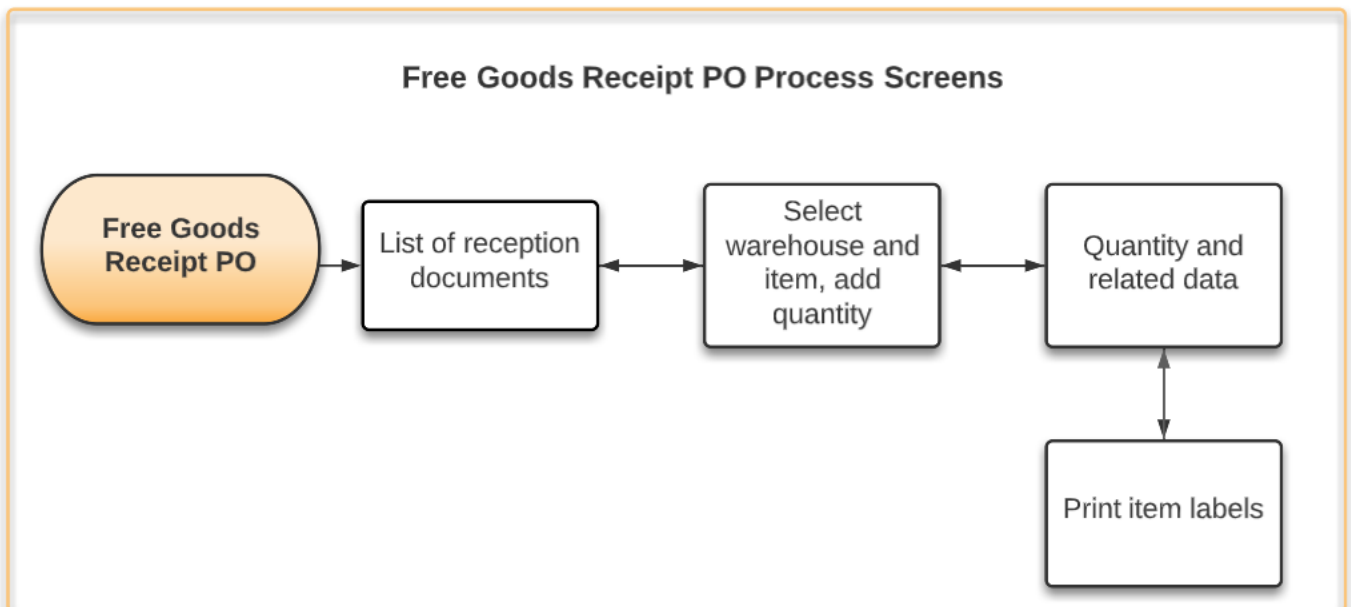 Free Goods Receipt PO Process Screens
Free Goods
Receipt PO
List of reception
documents
Select
warehouse and
item, add
quantity
Quantity and
related data
Print item labels